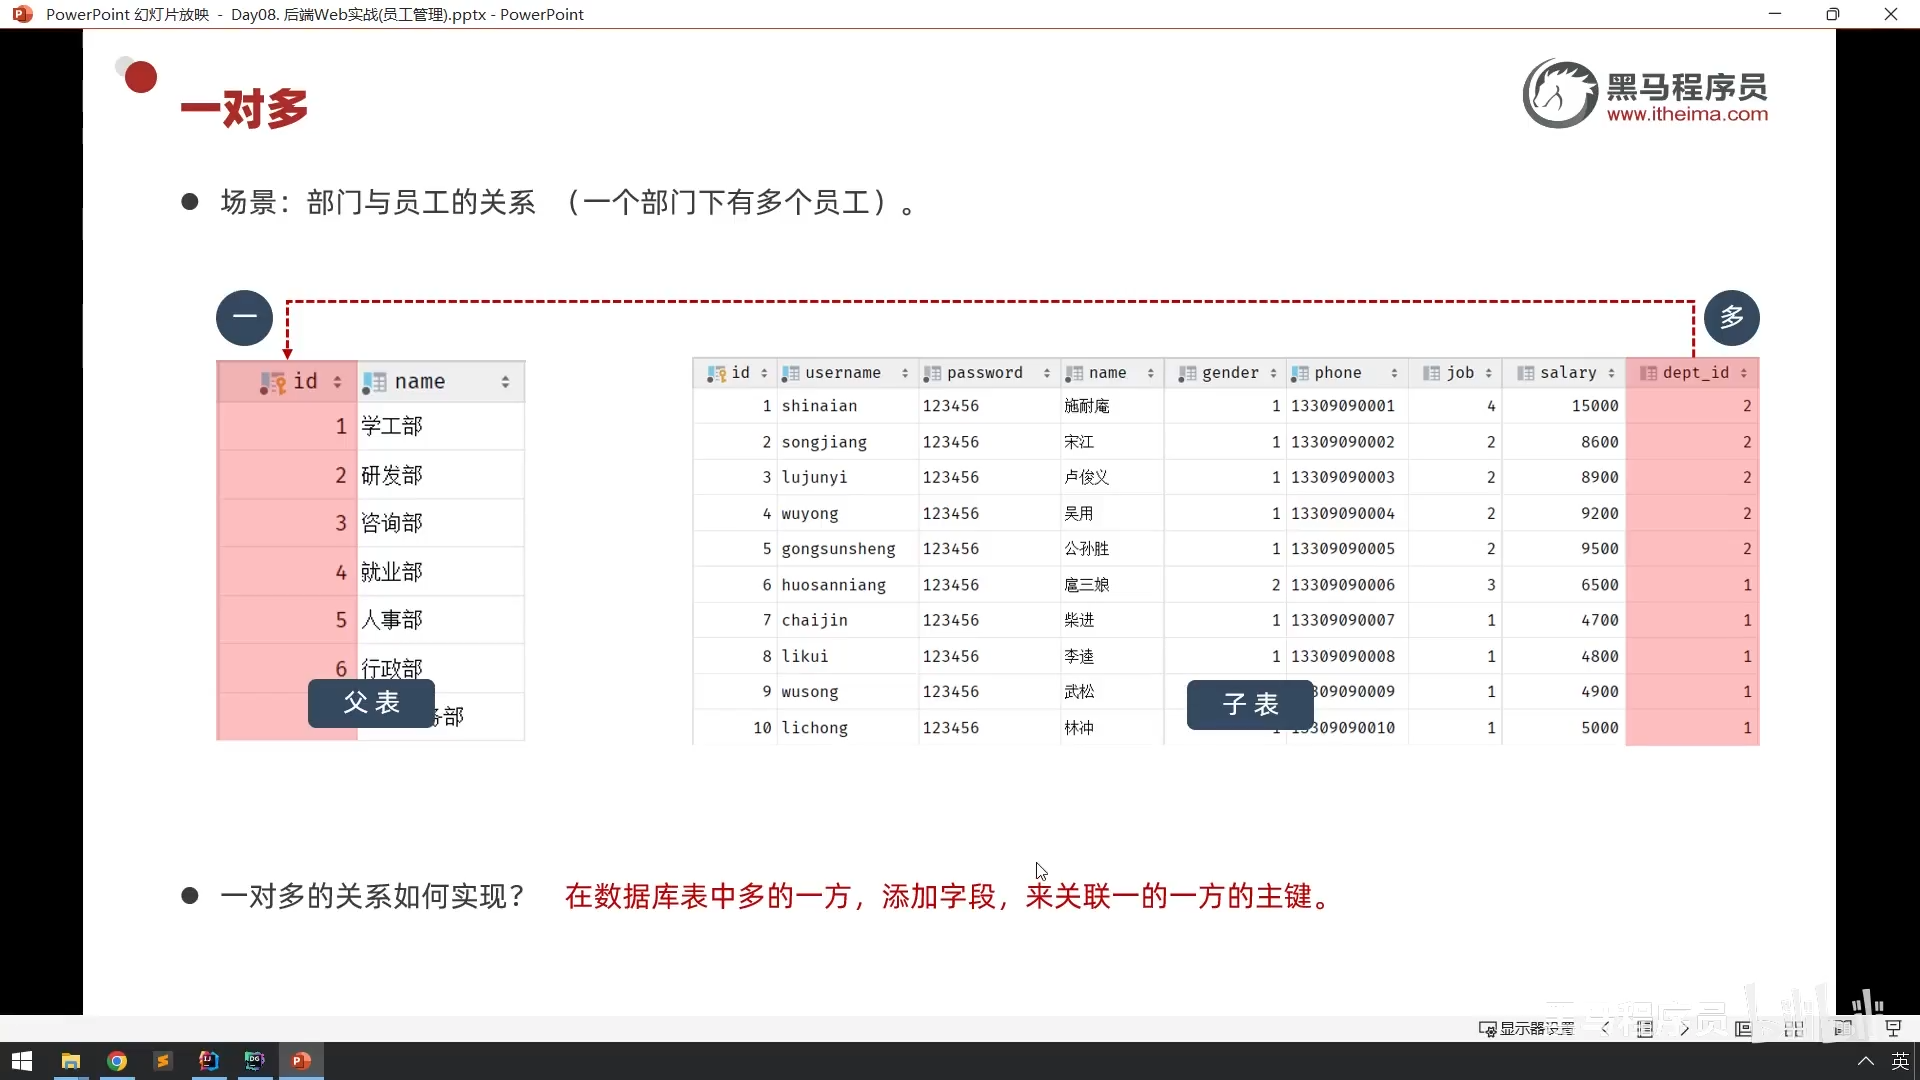 PowerPoint 幻灯片放映 - Day08. 后端Web实战(员工管理).pptx - PowerPoint
一对多
黑马程序员
www.itheima.com
场景：部门与员工的关系 （一个部门下有多个员工）。
一
多
id name
1 学工部
2 研发部
3 咨询部
4 就业部
5 人事部
6 行政部
务部
父 表
id username password name gender phone job salary dept_id
1 shinaian 123456 施耐庵 1 13309090001 4 15000 2
2 songjiang 123456 宋江 1 13309090002 2 8600 2
3 lujunyi 123456 卢俊义 1 13309090003 2 8900 2
4 wuyong 123456 吴用 1 13309090004 2 9200 2
5 gongsunsheng 123456 公孙胜 1 13309090005 2 9500 2
6 huosanniang 123456 扈三娘 2 13309090006 3 6500 1
7 chaijin 123456 柴进 1 13309090007 1 4700 1
8 likui 123456 李逵 1 13309090008 1 4800 1
9 wusong 123456 武松 309090009 1 4900 1
10 lichong 123456 林冲 1 13309090010 1 5000 1
子 表
一对多的关系如何实现？ 在数据库表中多的一方，添加字段，来关联一的一方的主键。
黑马程序员
显示器设置
英